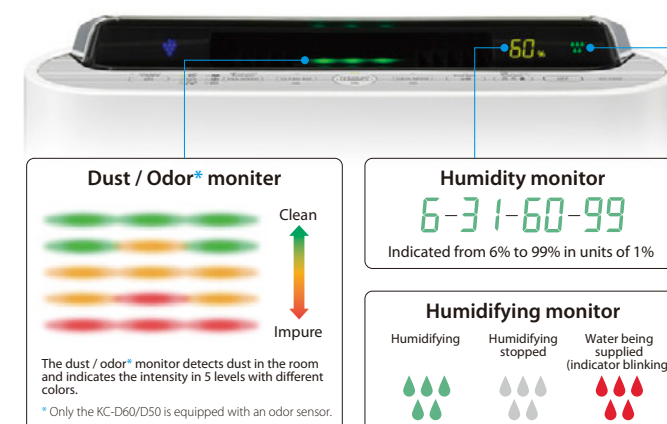 60%
Dust / Odor* moniter
Clean
Impure
The dust / odor* monitor detects dust in the room
and indicates the intensity in 5 levels with different
colors.
* Only the KC-D60/D50 is equipped with an odor sensor.
Humidity monitor
6-31-60-99
Indicated from 6% to 99% in units of 1%
Humidifying monitor
Humidifying
Humidifying
stopped
Water being
supplied
(indicator blinking